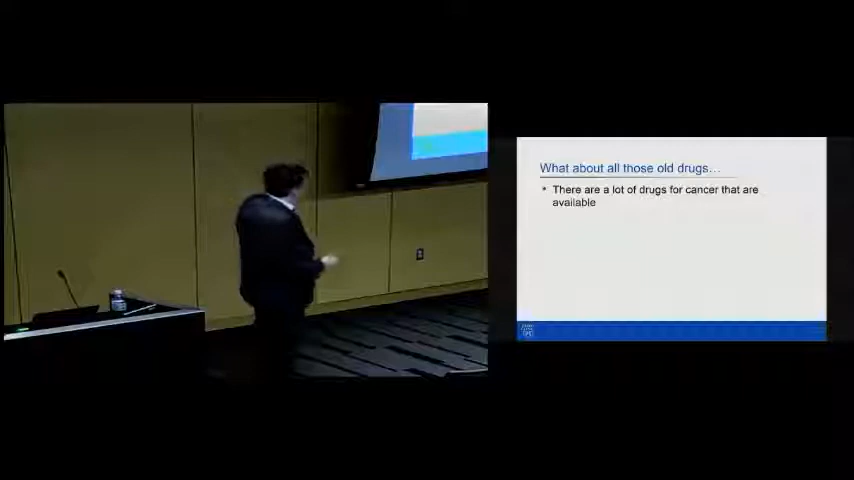 What about all those old drugs…
• There are a lot of drugs for cancer that are
available